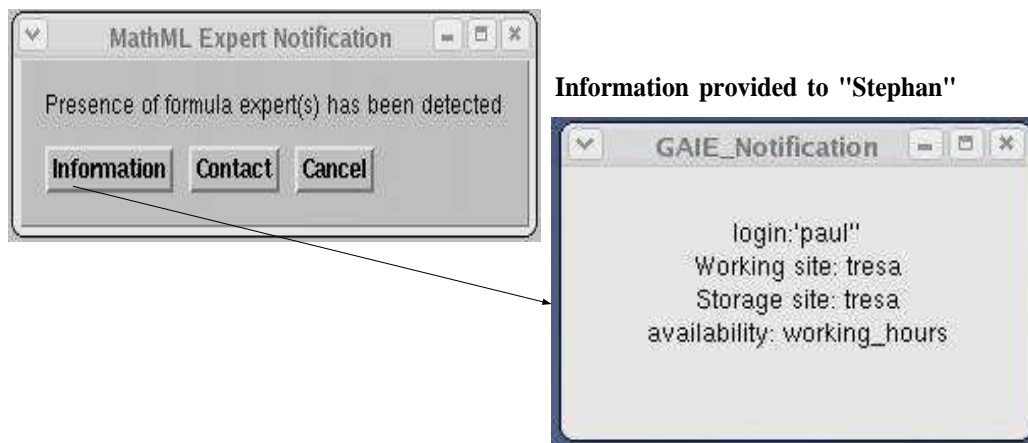 MathML Expert Notification
Presence of formula expert(s) has been detected
Information Contact Cancel
Information provided to "Stephan"
GAIE_Notification
login:'paul"
Working site: tresa
Storage site: tresa
availability: working_hours